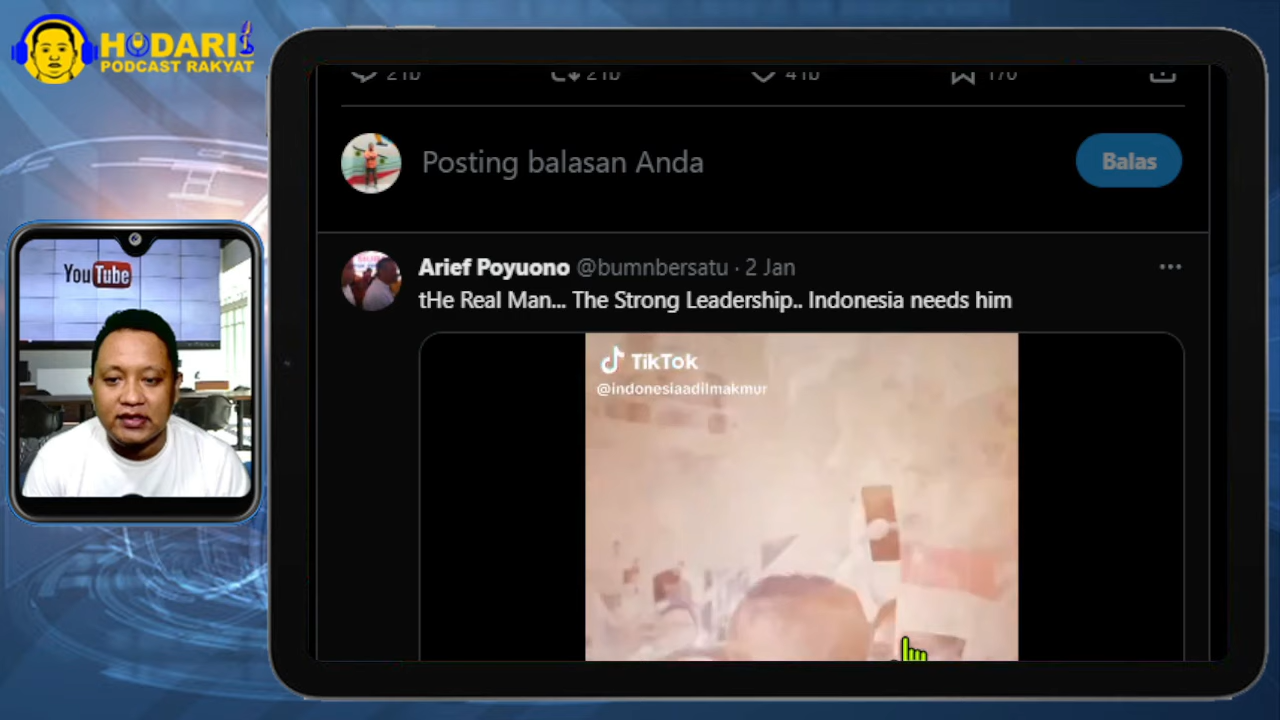 HODARI
PODCAST RAKYAT
Posting balasan Anda
Balas
Arief Poyuono @bumnbersatu · 2 Jan
tHe Real Man... The Strong Leadership.. Indonesia needs him
TikTok
@indonesiaadilmakmur
YouTube